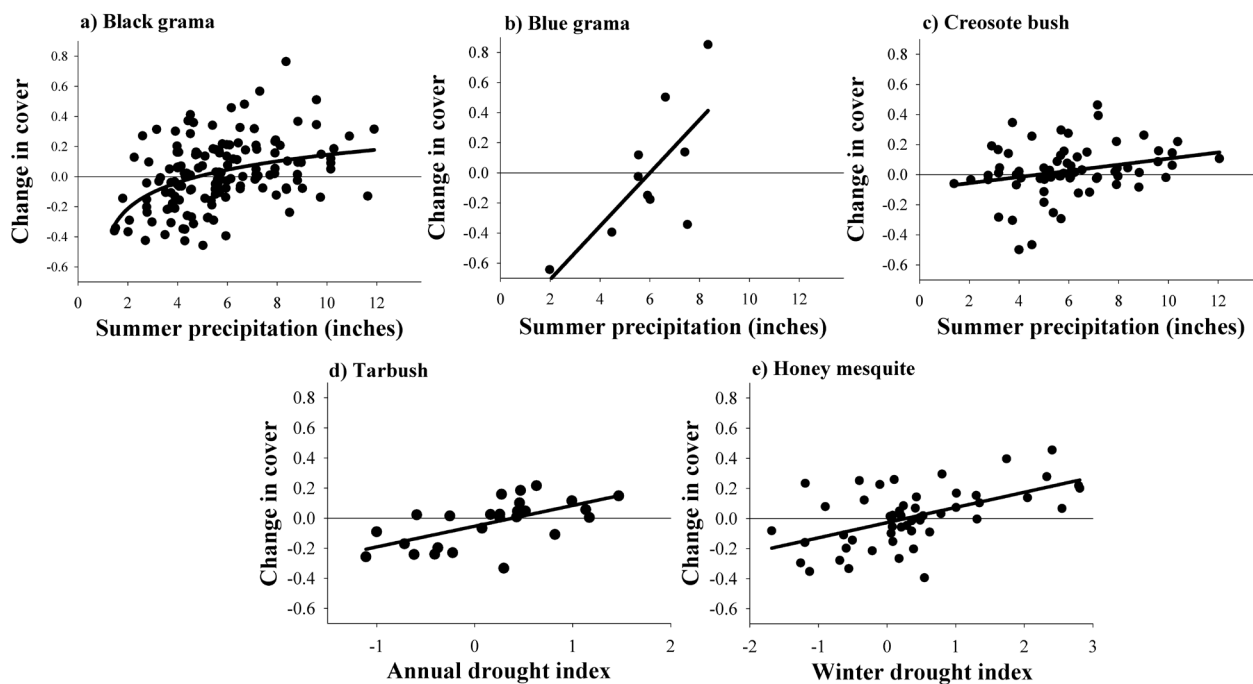 a) Black grama
Change in cover
0.8
0.6
0.4
0.2
0.0
-0.2
-0.4
-0.6
0 2 4 6 8 10 12
Summer precipitation (inches)
b) Blue grama
Change in cover
0.8
0.6
0.4
0.2
0.0
-0.2
-0.4
-0.6
0 2 4 6 8 10 12
Summer precipitation (inches)
c) Creosote bush
Change in cover
0.8
0.6
0.4
0.2
0.0
-0.2
-0.4
-0.6
0 2 4 6 8 10 12
Summer precipitation (inches)
d) Tarbush
Change in cover
0.8
0.6
0.4
0.2
0.0
-0.2
-0.4
-0.6
-1 0 1 2
Annual drought index
e) Honey mesquite
Change in cover
0.8
0.6
0.4
0.2
0.0
-0.2
-0.4
-0.6
-2 -1 0 1 2 3
Winter drought index